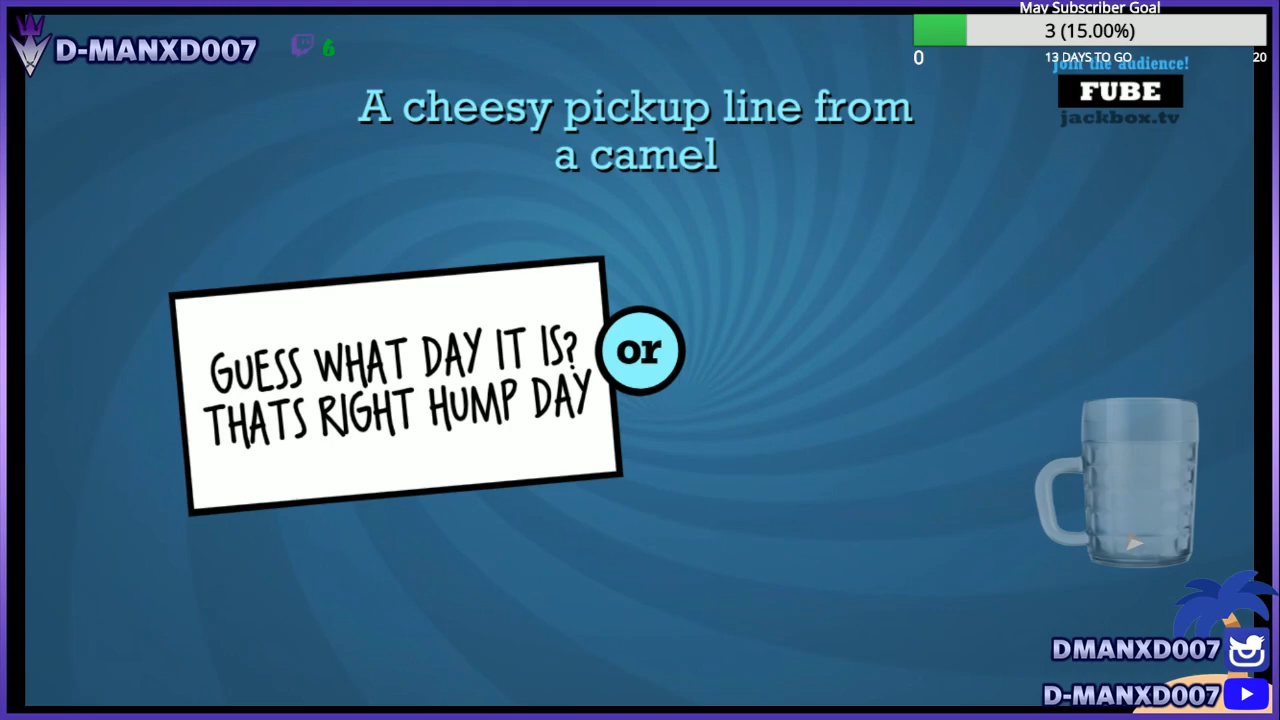 May Subscriber Goal
D-MANXD007
6
3 (15.00%)
0
13 DAYS TO GO
20
join the audience!
FUBE
jackbox.tv
A cheesy pickup line from
a camel
GUESS WHAT DAY IT IS?
THATS RIGHT HUMP DAY
or
DMANXD007
D-MANXD007